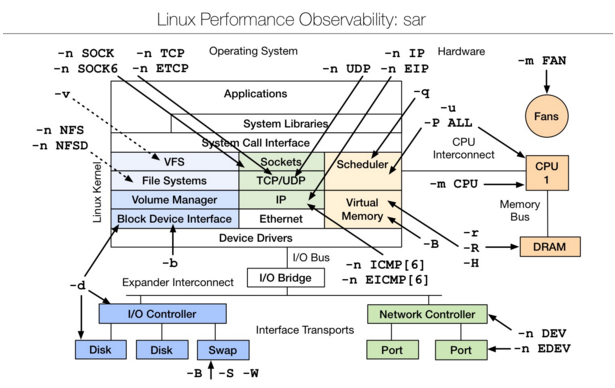 Linux Performance Observability: sar
-n SOCK -n TCP Operating System -n IP Hardware
-n SOCK6 -n ETCP -n UDP -n EIP -m FAN
Applications
-v -q
System Libraries -u
-P ALL
Fans
System Call Interface
-n NFS
-n NFSD
VFS Sockets Scheduler
CPU
Interconnect
File Systems TCP/UDP
CPU
1
-m CPU
Linux Kernel
Volume Manager IP Virtual
Memory
Memory
Bus
Block Device Interface Ethernet
-r
-R
-H
DRAM
-B
Device Drivers
-b
I/O Bus
-n ICMP[6]
-n EICMP[6]
I/O Bridge
-d
Expander Interconnect
I/O Controller Network Controller
Interface Transports
-n DEV
-n EDEV
Disk Disk Swap Port Port
-B -S -W